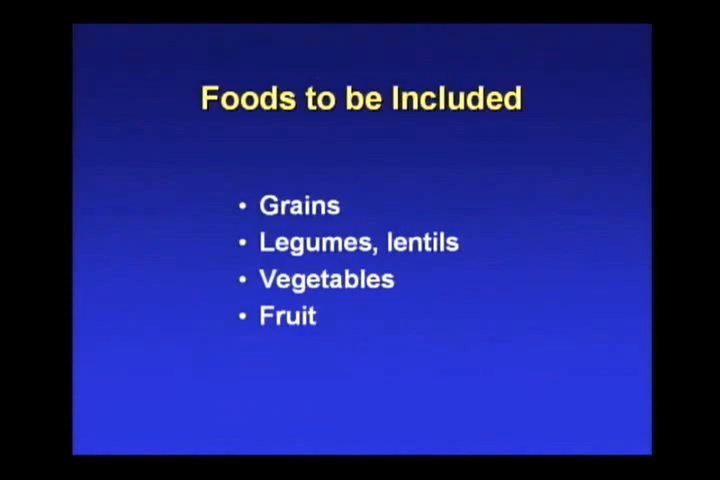 Foods to be Included
• Grains
• Legumes, lentils
• Vegetables
• Fruit